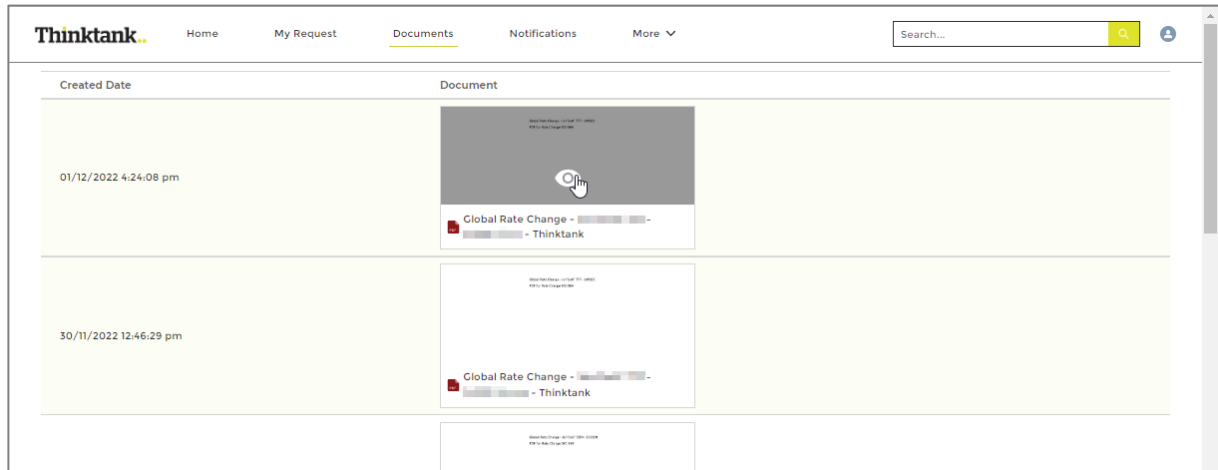 Thinktank..
Home
My Request
Documents
Notifications
More
Search...
Created Date
Document
01/12/2022 4:24:08 pm
Global Rate Change -
-
- Thinktank
30/11/2022 12:46:29 pm
Global Rate Change -
-
- Thinktank